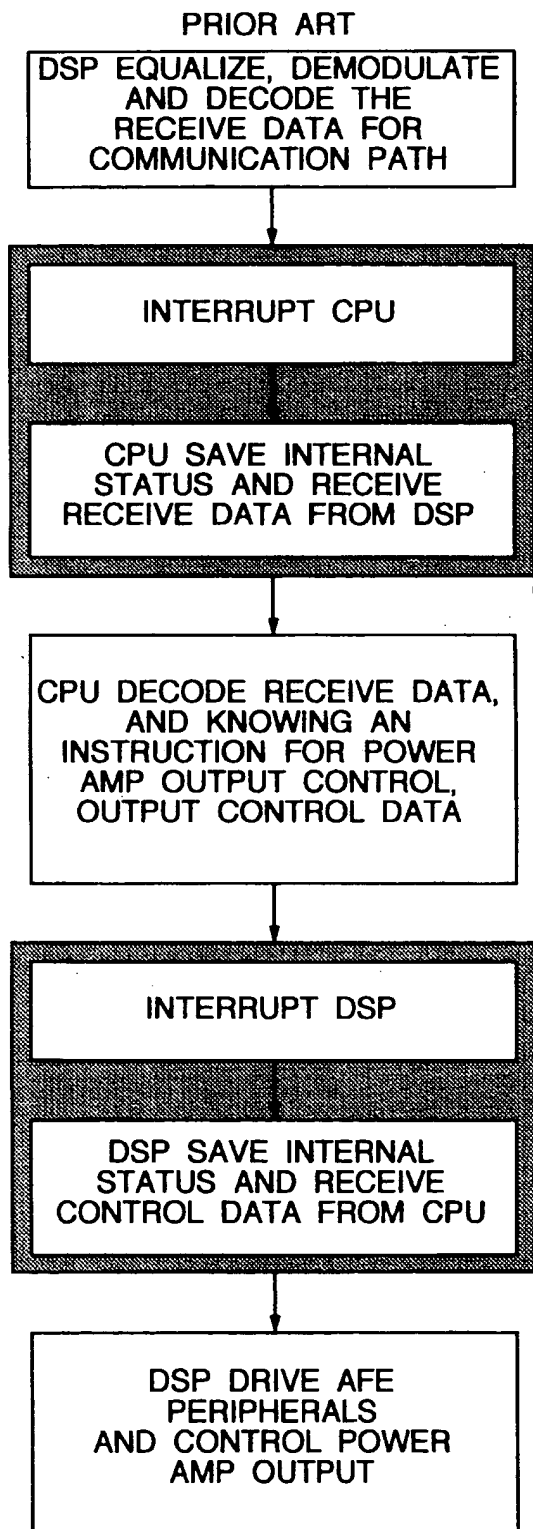 PRIOR ART
DSP EQUALIZE, DEMODULATE
AND DECODE THE
RECEIVE DATA FOR
COMMUNICATION PATH
INTERRUPT CPU
CPU SAVE INTERNAL
STATUS AND RECEIVE
RECEIVE DATA FROM DSP
CPU DECODE RECEIVE DATA,
AND KNOWING AN
INSTRUCTION FOR POWER
AMP OUTPUT CONTROL,
OUTPUT CONTROL DATA
INTERRUPT DSP
DSP SAVE INTERNAL
STATUS AND RECEIVE
CONTROL DATA FROM CPU
DSP DRIVE AFE
PERIPHERALS
AND CONTROL POWER
AMP OUTPUT